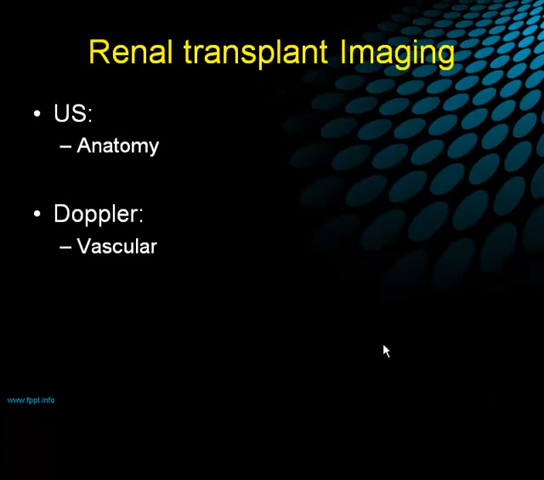 Renal transplant Imaging
• US:
– Anatomy
• Doppler:
– Vascular
www.fppt.info